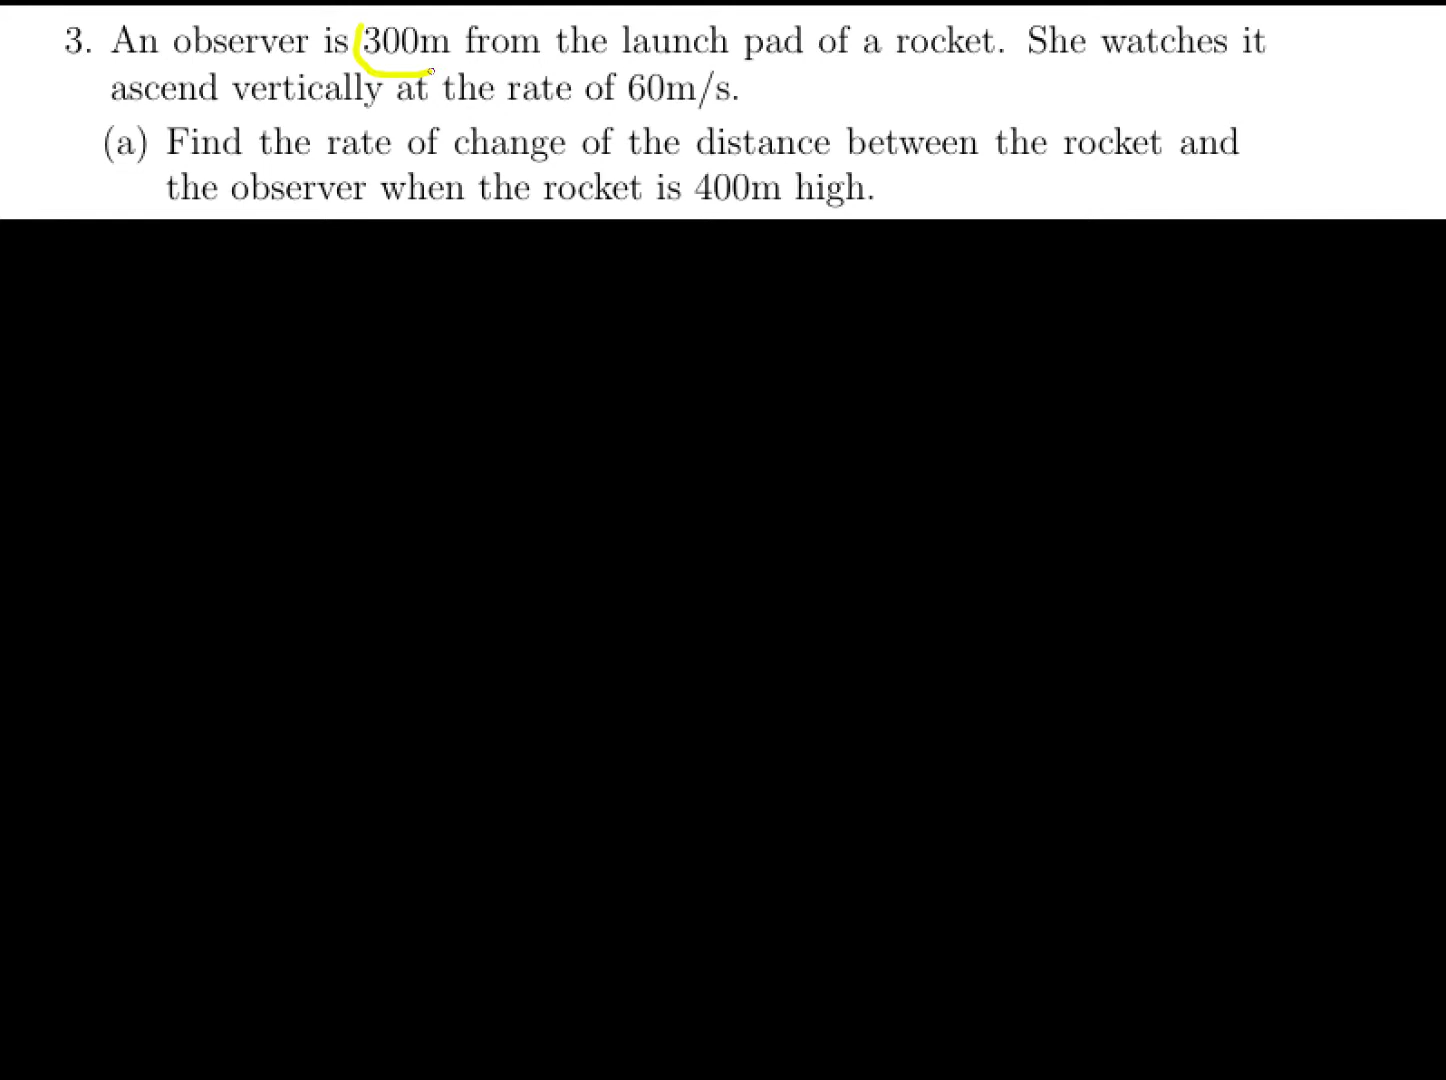 3. An observer is 300m from the launch pad of a rocket. She watches it
ascend vertically at the rate of 60m/s.
(a) Find the rate of change of the distance between the rocket and
the observer when the rocket is 400m high.